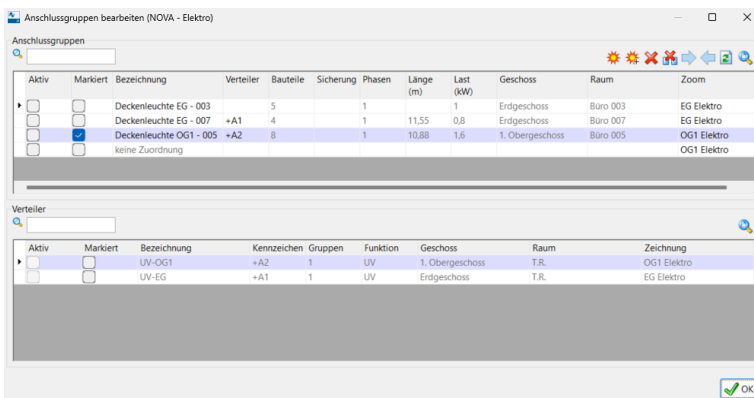 Anschlussgruppen bearbeiten (NOVA - Elektro)
Anschlussgruppen
Aktiv Markiert Bezeichnung Verteiler Bauteile Sicherung Phasen Länge (m) Last (kW) Geschoss Raum Zoom
Deckenleuchte EG - 003 5 1 1 Erdgeschoss Büro 003 EG Elektro
Deckenleuchte EG - 007 +A1 4 1 11,55 0,8 Erdgeschoss Büro 007 EG Elektro
Deckenleuchte OG1 - 005 +A2 8 1 10,88 1,6 1. Obergeschoss Büro 005 OG1 Elektro
keine Zuordnung OG1 Elektro
Verteiler
Aktiv Markiert Bezeichnung Kennzeichen Gruppen Funktion Geschoss Raum Zeichnung
UV-OG1 +A2 1 UV 1. Obergeschoss T.R. OG1 Elektro
UV-EG +A1 1 UV Erdgeschoss T.R. EG Elektro
OK